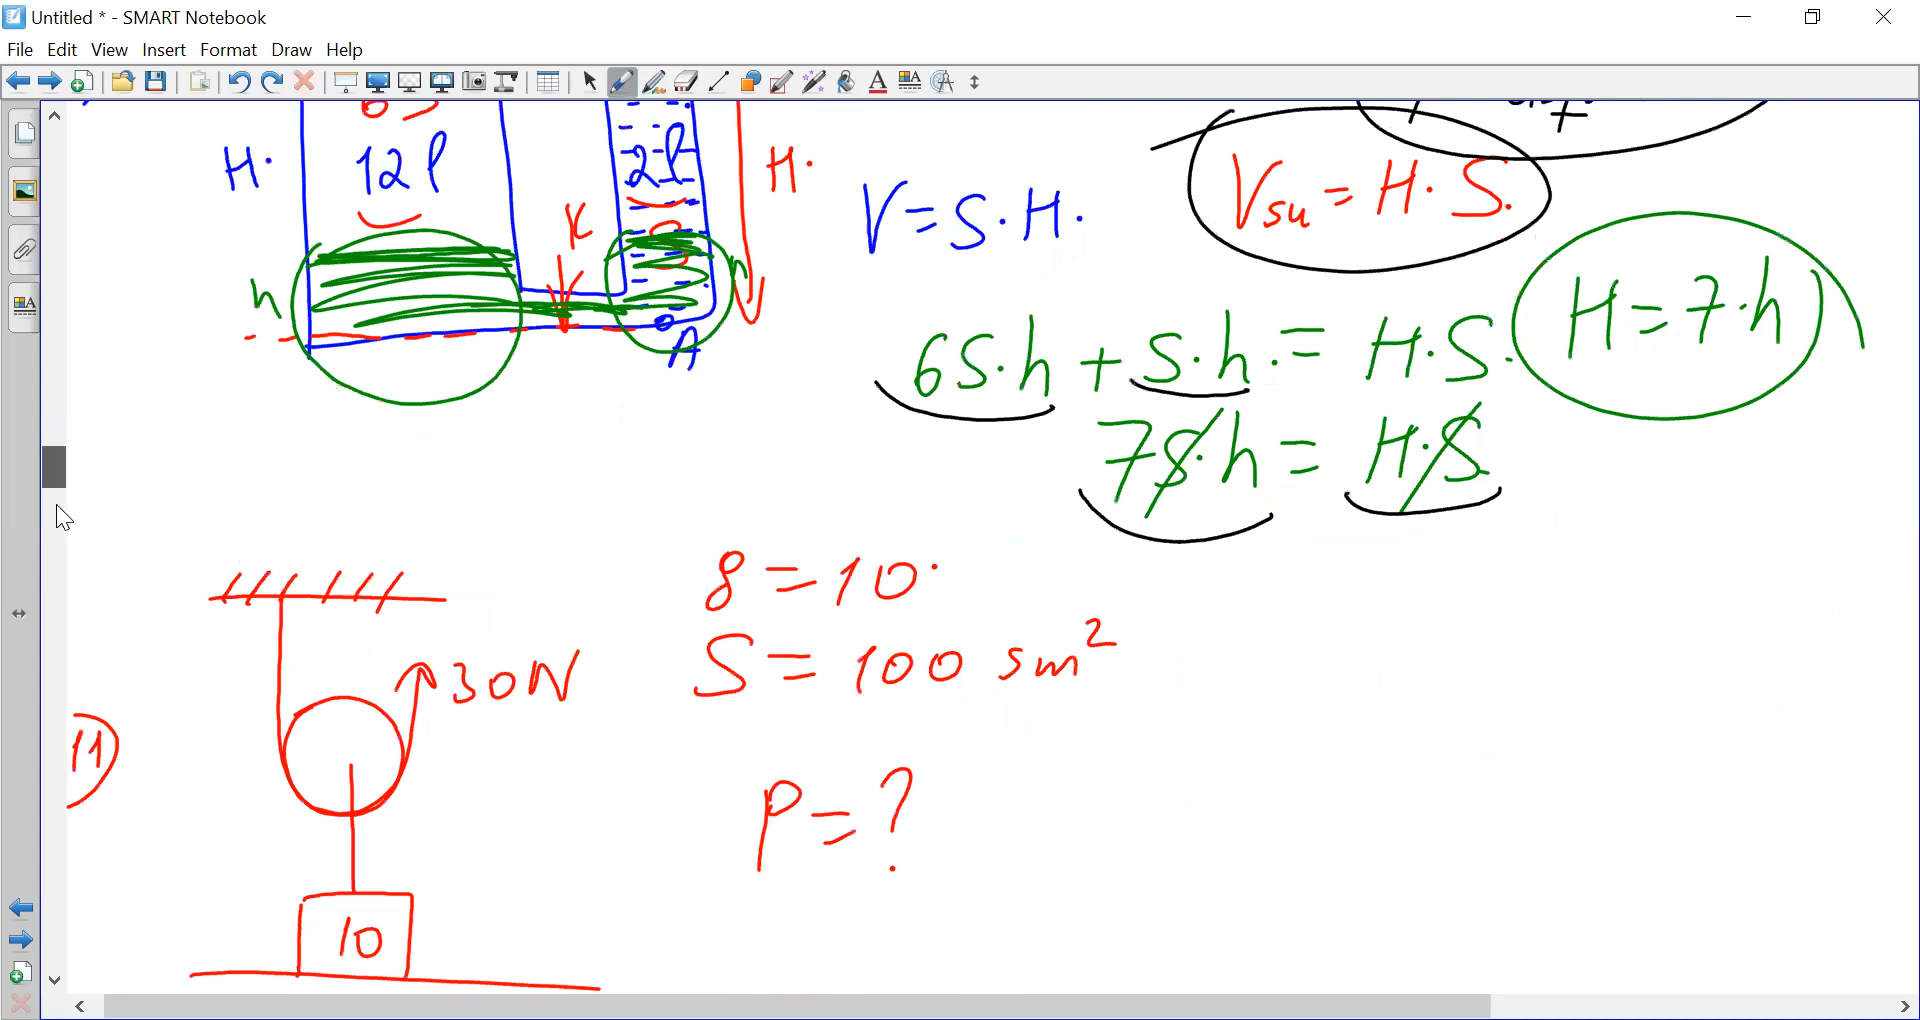 Untitled * - SMART Notebook
File Edit View Insert Format Draw Help
H·
12 ρ
2ρ
H·
K
h
h
A
V = S · H ·
Vsu = H · S.
6S·h + S·h = H·S
H = 7·h
7S·h = H·S
g = 10
S = 100 sm²
30N
11
P = ?
10